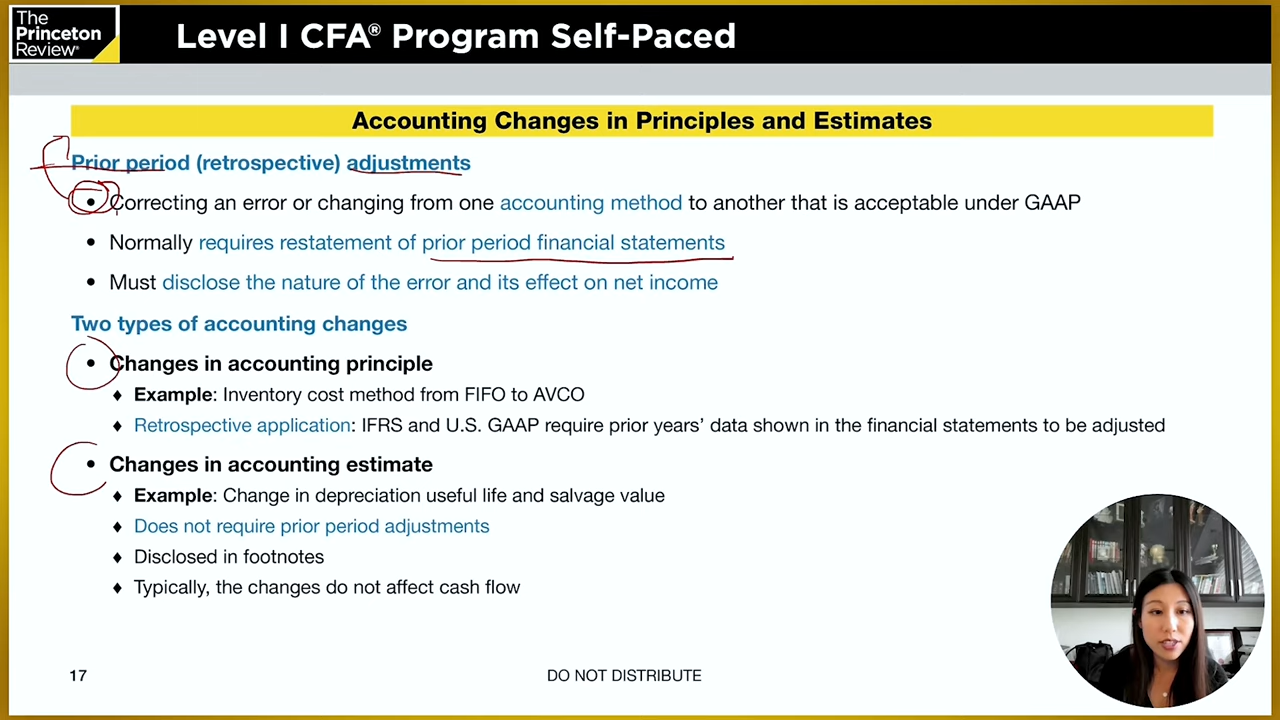 The
Princeton
Review®
Level I CFA® Program Self-Paced
Accounting Changes in Principles and Estimates
Prior period (retrospective) adjustments
• Correcting an error or changing from one accounting method to another that is acceptable under GAAP
• Normally requires restatement of prior period financial statements
• Must disclose the nature of the error and its effect on net income
Two types of accounting changes
• Changes in accounting principle
♦ Example: Inventory cost method from FIFO to AVCO
♦ Retrospective application: IFRS and U.S. GAAP require prior years’ data shown in the financial statements to be adjusted
• Changes in accounting estimate
♦ Example: Change in depreciation useful life and salvage value
♦ Does not require prior period adjustments
♦ Disclosed in footnotes
♦ Typically, the changes do not affect cash flow
17
DO NOT DISTRIBUTE